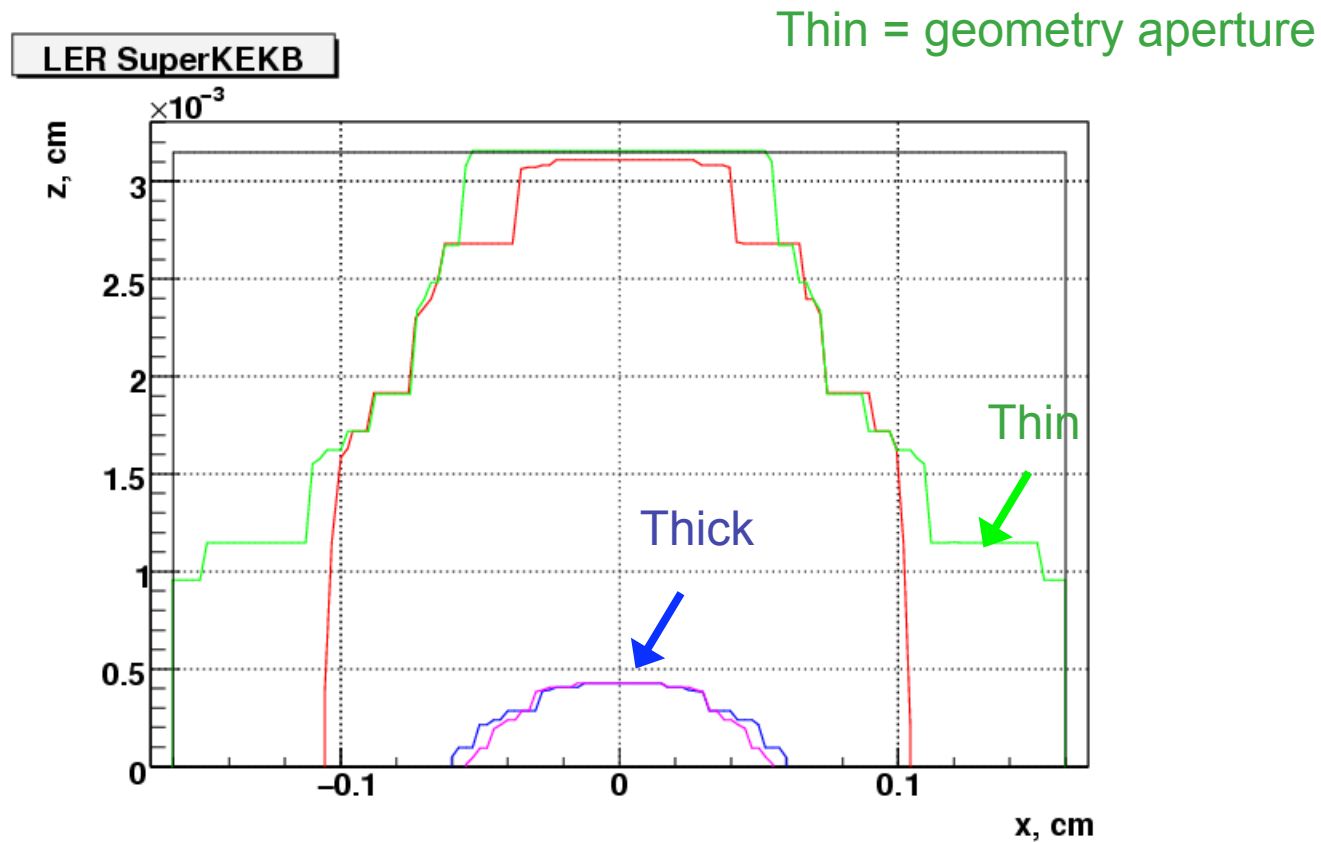 Thin = geometry aperture
LER SuperKEKB
×10⁻³
z, cm
3
2.5
2
1.5
1
0.5
0
Thin
Thick
−0.1
0
0.1
x, cm